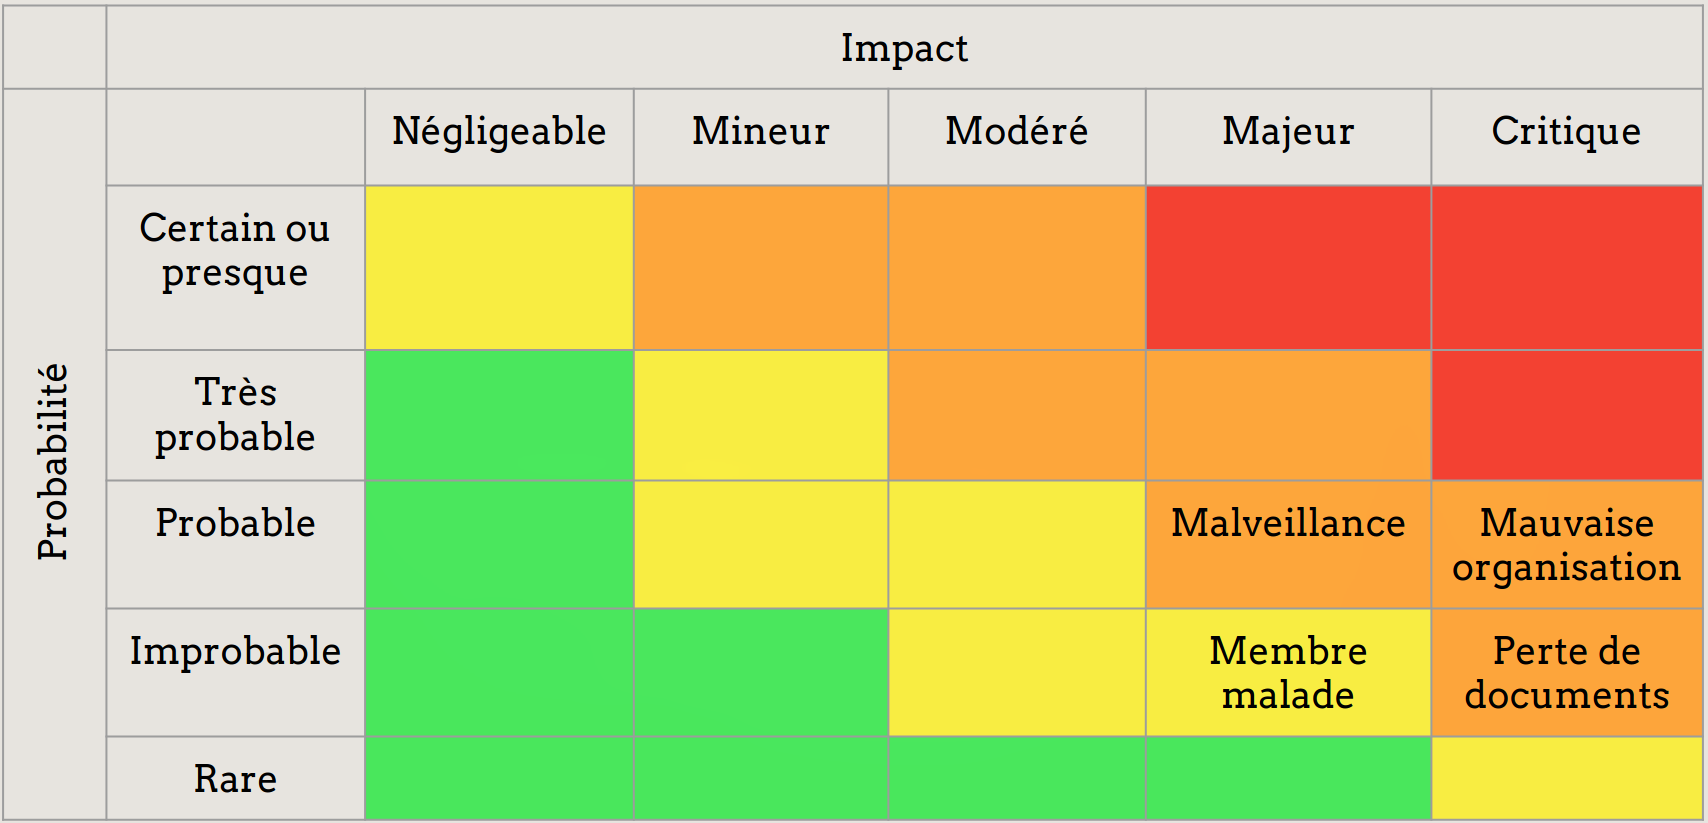 Impact
Négligeable
Mineur
Modéré
Majeur
Critique
Probabilité
Certain ou
presque
Très
probable
Probable
Malveillance
Mauvaise
organisation
Improbable
Membre
malade
Perte de
documents
Rare